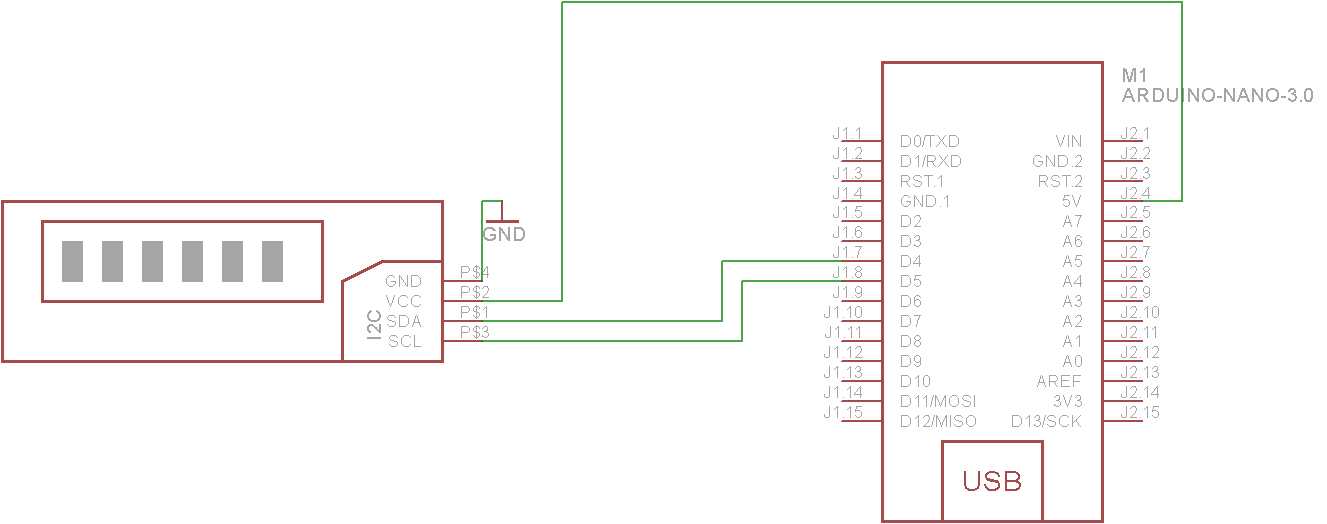 M1
ARDUINO-NANO-3.0
J1.1 D0/TXD VIN J2.1
J1.2 D1/RXD GND.2 J2.2
J1.3 RST.1 RST.2 J2.3
J1.4 GND.1 5V J2.4
J1.5 D2 A7 J2.5
J1.6 D3 A6 J2.6
J1.7 D4 A5 J2.7
J1.8 D5 A4 J2.8
J1.9 D6 A3 J2.9
J1.10 D7 A2 J2.10
J1.11 D8 A1 J2.11
J1.12 D9 A0 J2.12
J1.13 D10 AREF J2.13
J1.14 D11/MOSI 3V3 J2.14
J1.15 D12/MISO D13/SCK J2.15
USB
GND
GND P$4
VCC P$2
SDA P$1
SCL P$3
I2C